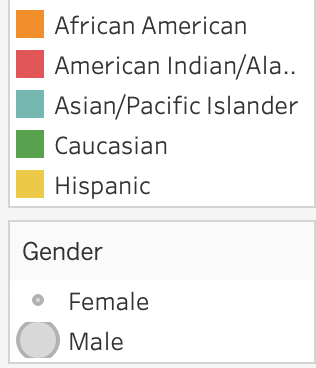 African American
American Indian/Ala..
Asian/Pacific Islander
Caucasian
Hispanic
Gender
Female
Male